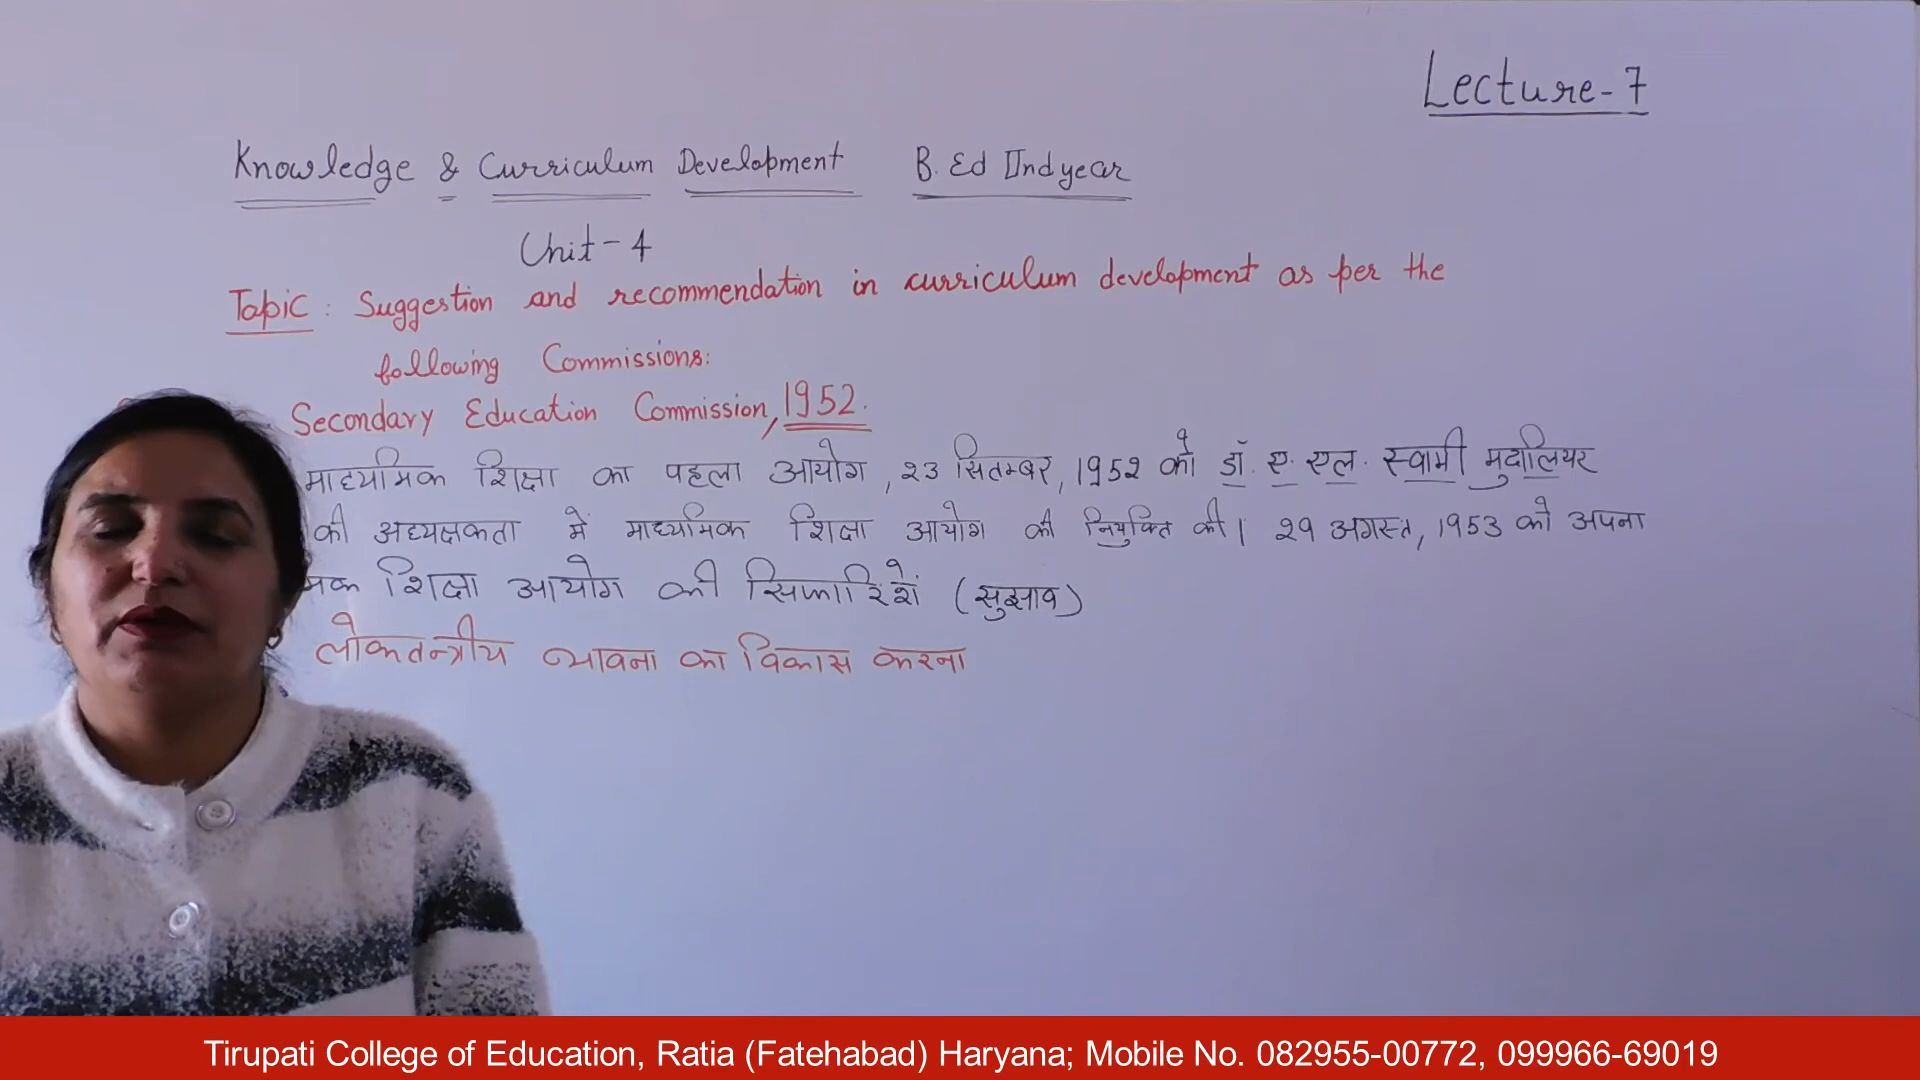 Lecture-7
Knowledge & Curriculum Development B.Ed IInd year
Unit-4
Topic: Suggestion and recommendation in curriculum development as per the
following Commissions:
Secondary Education Commission, 1952.
माध्यमिक शिक्षा का पहला आयोग, २3 सितम्बर, 1952 को डॉ. ए. एल. स्वामी मुदालियर
की अध्यक्षकता में माध्यमिक शिक्षा आयोग की नियुक्ति की। २9 अगस्त, 1953 को अपना
शिक्षा आयोग की सिफारिशें (सुझाव)
लोकतन्त्रीय भावना का विकास करना
Tirupati College of Education, Ratia (Fatehabad) Haryana; Mobile No. 082955-00772, 099966-69019